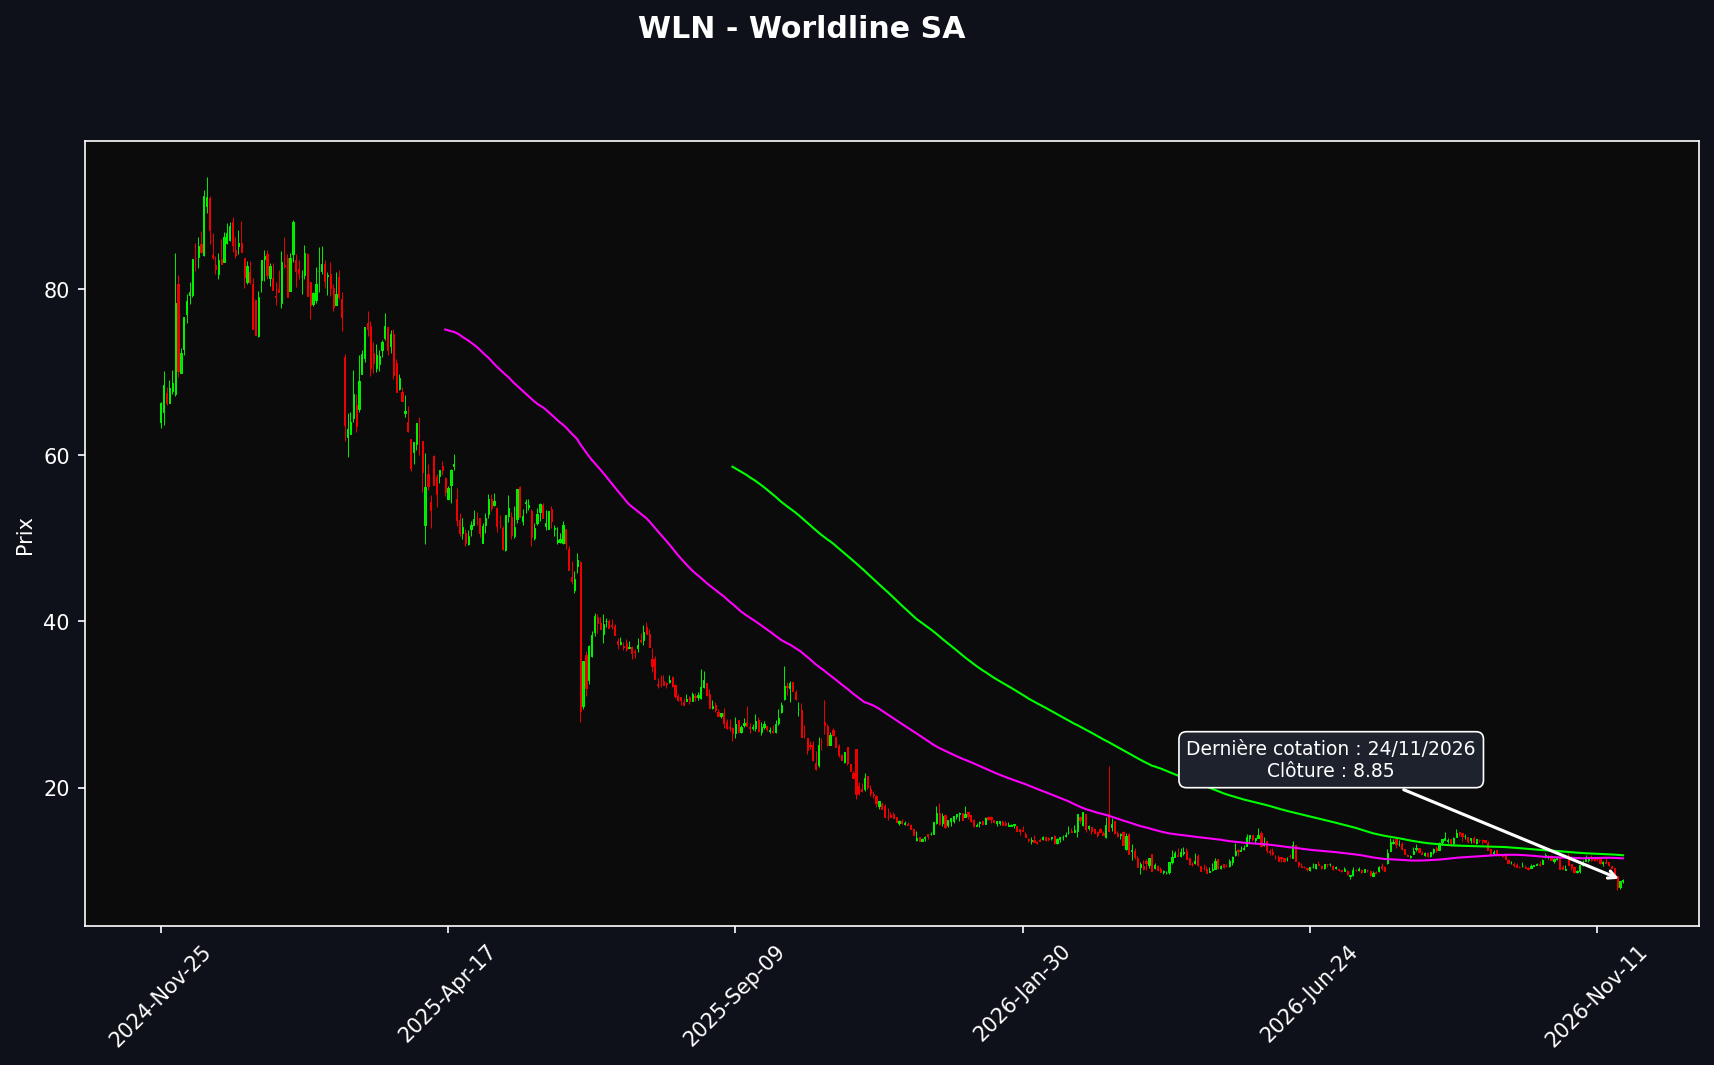 WLN - Worldline SA
Prix
80
60
40
20
Dernière cotation : 24/11/2026
Clôture : 8.85
2024-Nov-25
2025-Apr-17
2025-Sep-09
2026-Jan-30
2026-Jun-24
2026-Nov-11